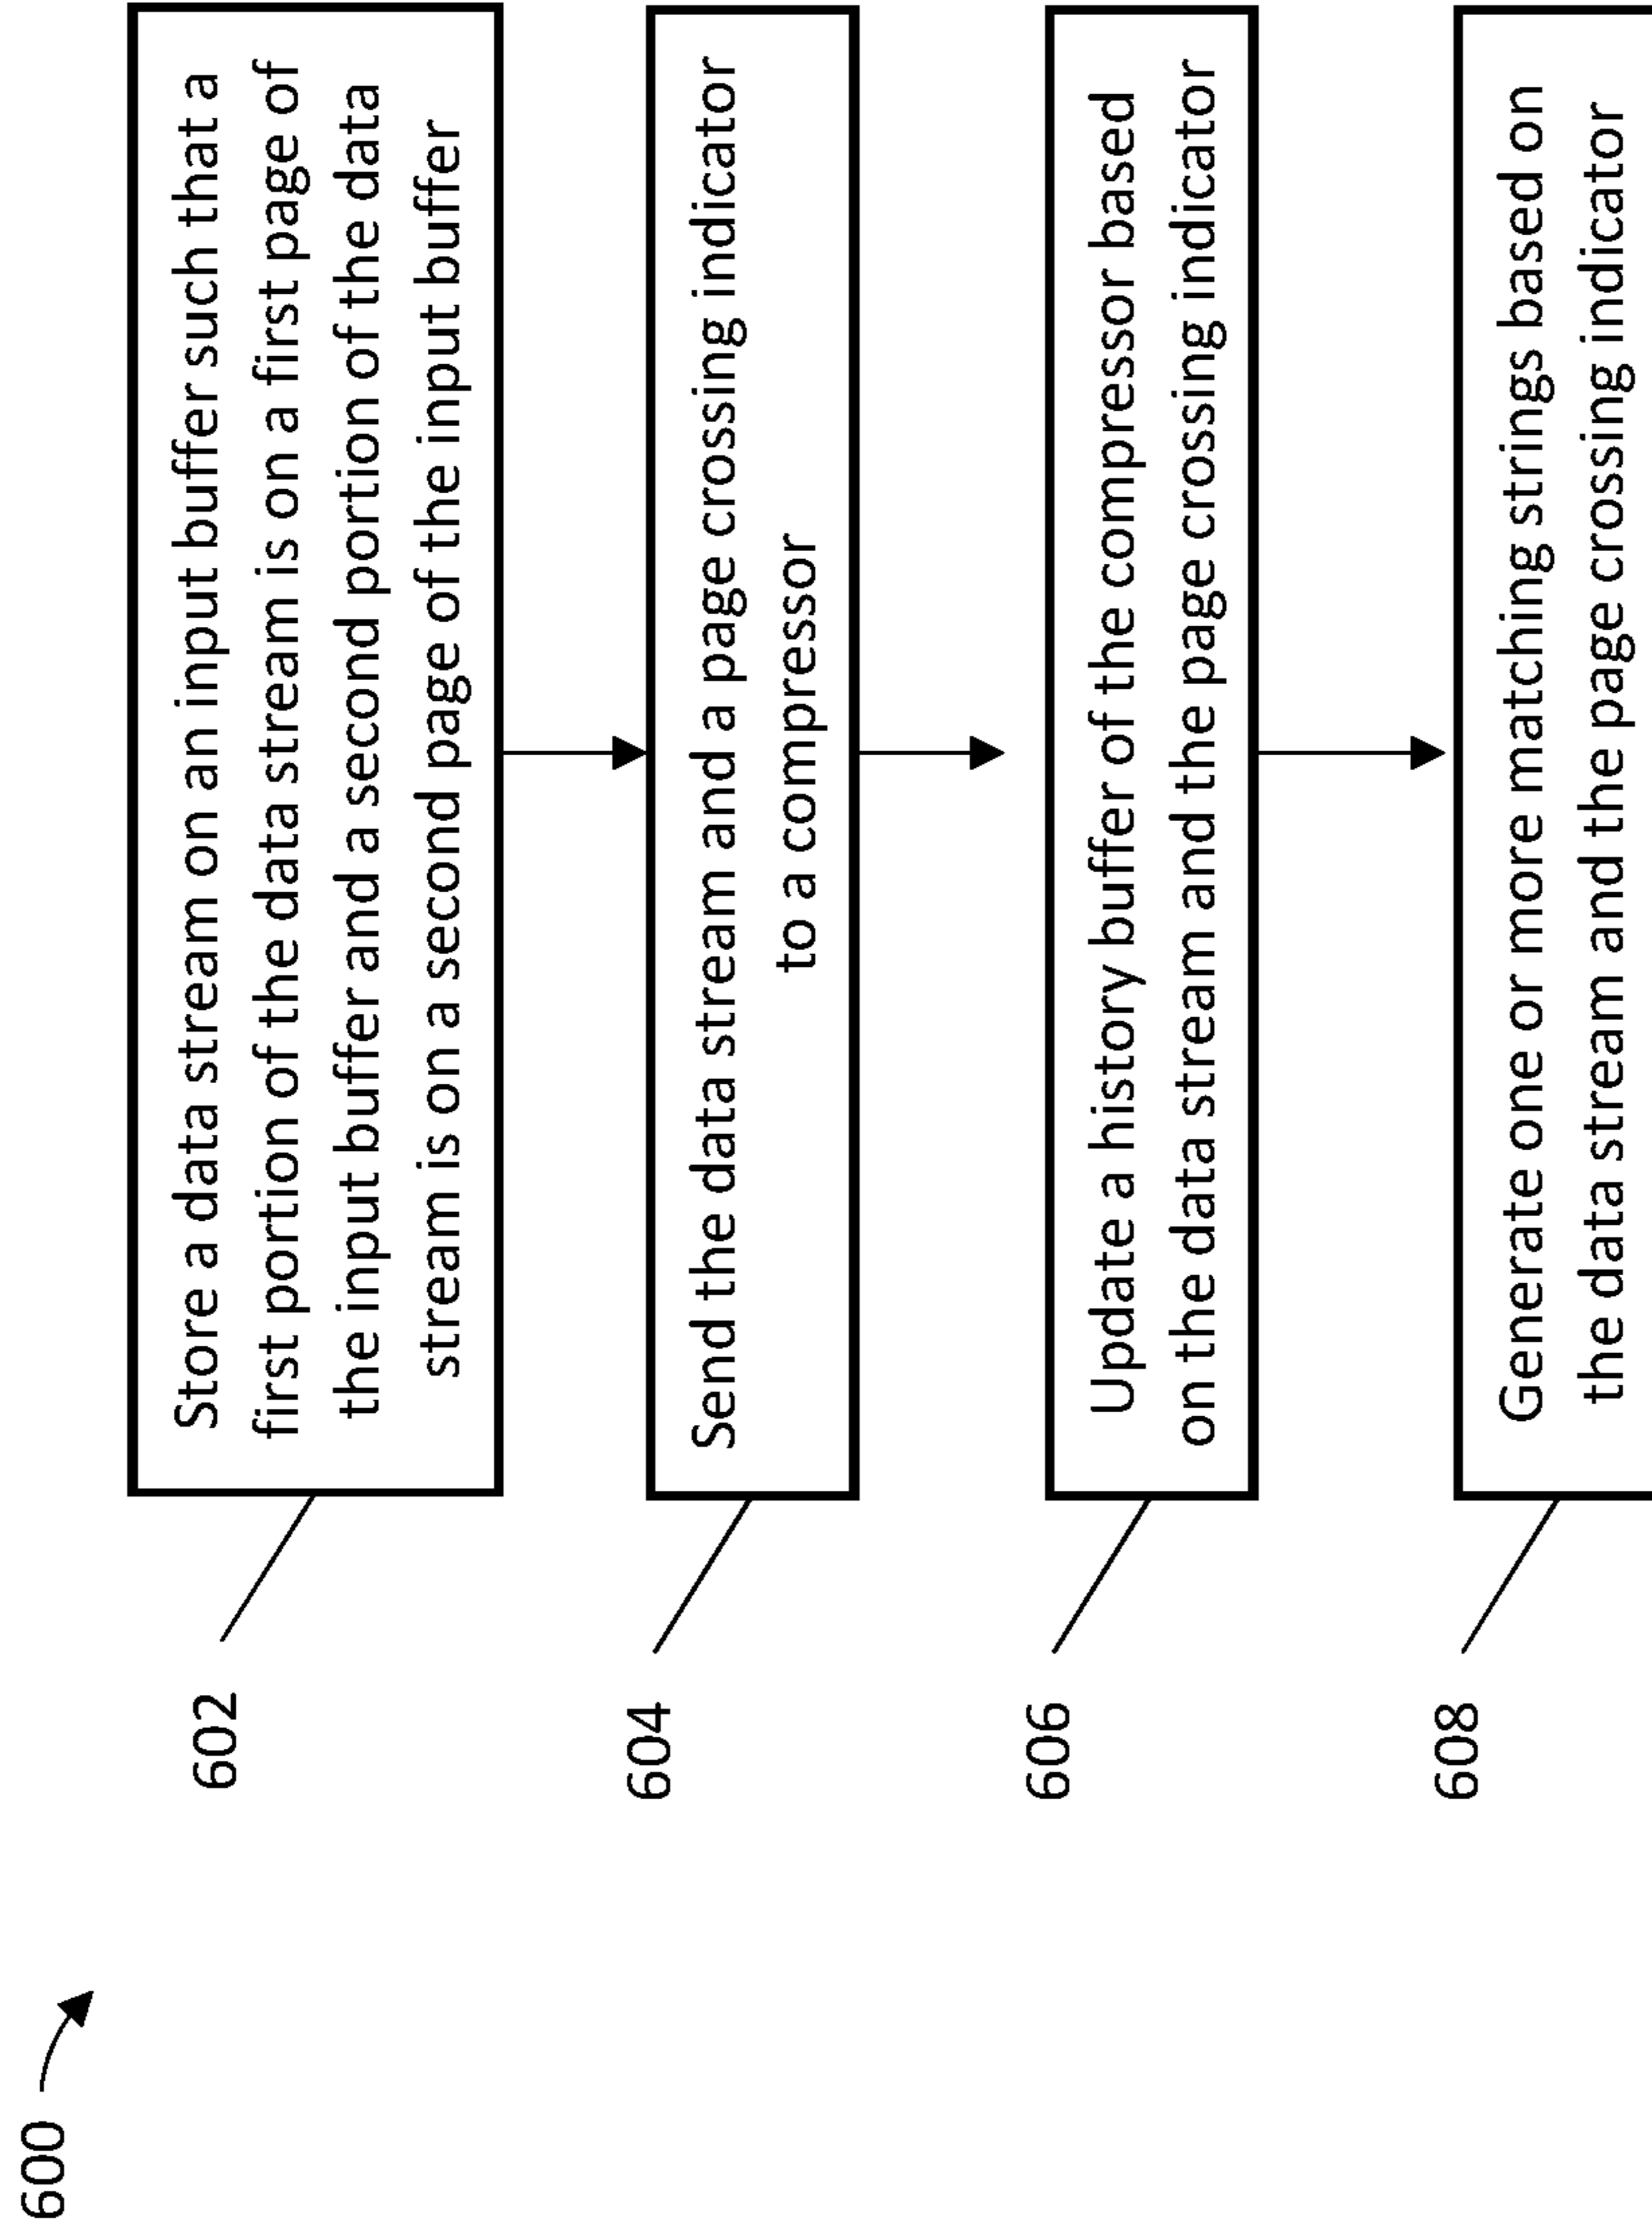 600
602
Store a data stream on an input buffer such that a
first portion of the data stream is on a first page of
the input buffer and a second portion of the data
stream is on a second page of the input buffer
604
Send the data stream and a page crossing indicator
to a compressor
606
Update a history buffer of the compressor based
on the data stream and the page crossing indicator
608
Generate one or more matching strings based on
the data stream and the page crossing indicator